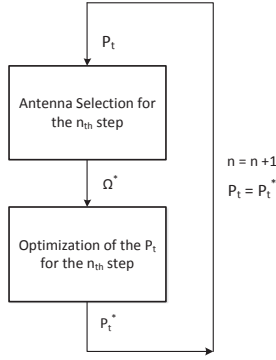 P_t
Antenna Selection for
the n_th step
Ω^*
n = n +1
P_t = P_t^*
Optimization of the P_t
for the n_th step
P_t^*